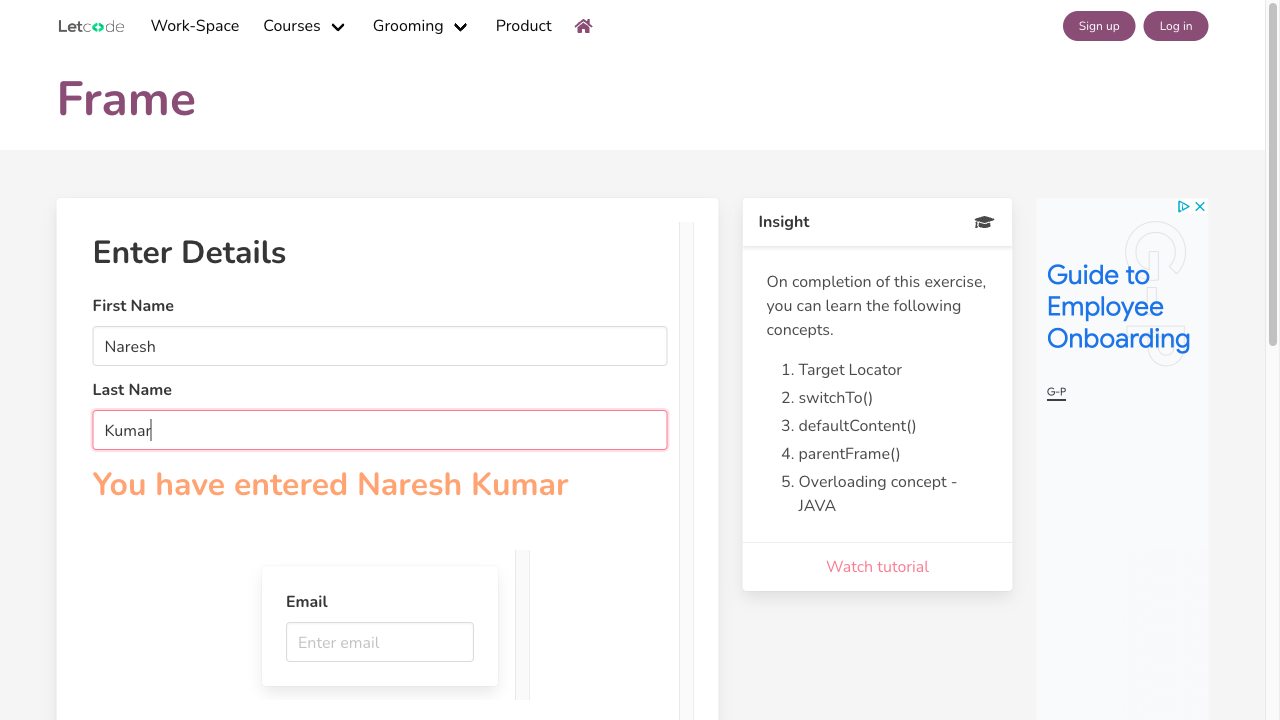 Letcode
Work-Space
Courses
Grooming
Product
Sign up
Log in
Frame
Enter Details
First Name
Naresh
Last Name
Kumar
You have entered Naresh Kumar
Email
Enter email
Insight
On completion of this exercise,
you can learn the following
concepts.
1. Target Locator
2. switchTo()
3. defaultContent()
4. parentFrame()
5. Overloading concept -
JAVA
Watch tutorial
Guide to
Employee
Onboarding
G-P